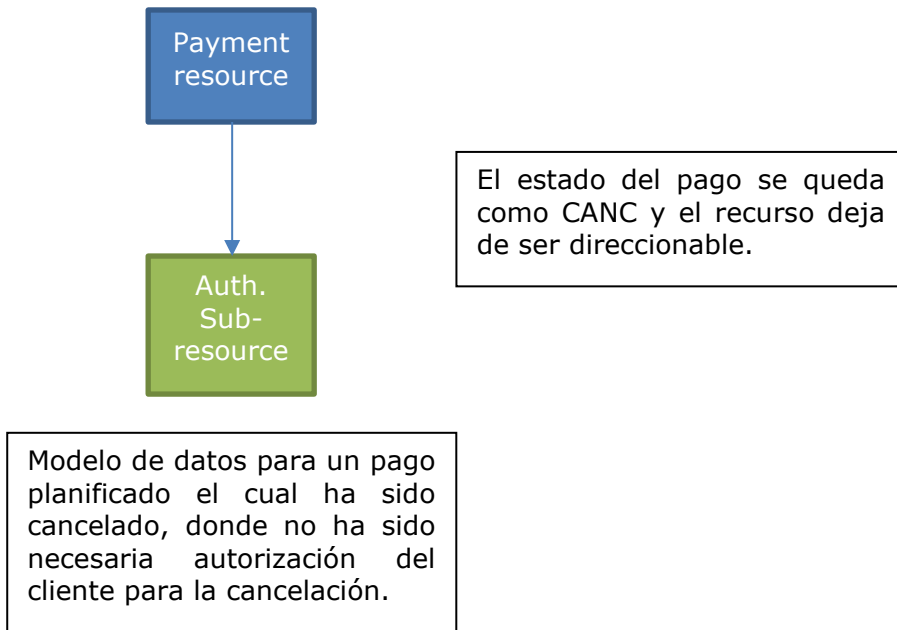 Payment
resource
El estado del pago se queda
como CANC y el recurso deja
de ser direccionable.
Auth.
Sub-
resource
Modelo de datos para un pago
planificado el cual ha sido
cancelado, donde no ha sido
necesaria autorización del
cliente para la cancelación.